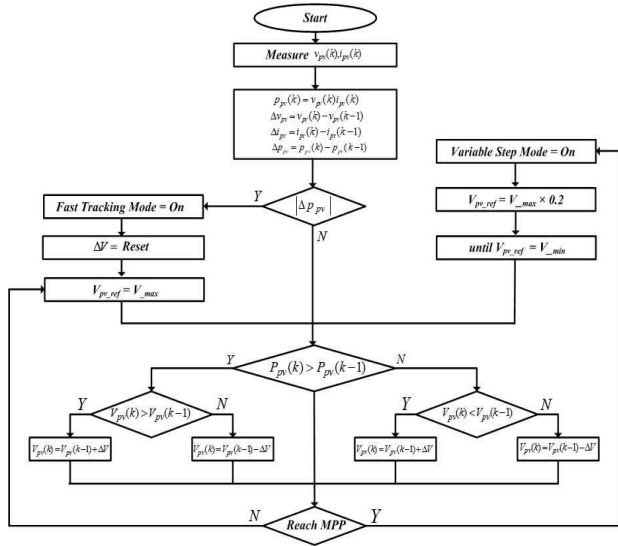 Start
Measure v_pv(k),i_pv(k)
p_pv(k)=v_pv(k)i_pv(k)
Δv_pv=v_pv(k)−v_pv(k−1)
Δi_pv=i_pv(k)−i_pv(k−1)
Δp_pv=p_pv(k)−p_pv(k−1)
Variable Step Mode = On
V_pv_ref = V_max × 0.2
until V_pv_ref = V_min
|Δp_pv|
Y
N
Fast Tracking Mode = On
ΔV = Reset
V_pv_ref = V_max
P_pv(k)>P_pv(k−1)
Y
N
V_pv(k)>V_pv(k−1)
Y
N
V_pv(k)<V_pv(k−1)
Y
N
V_pv(k)=V_pv(k−1)+ΔV
V_pv(k)=V_pv(k−1)−ΔV
V_pv(k)=V_pv(k−1)+ΔV
V_pv(k)=V_pv(k−1)−ΔV
N
Reach MPP
Y